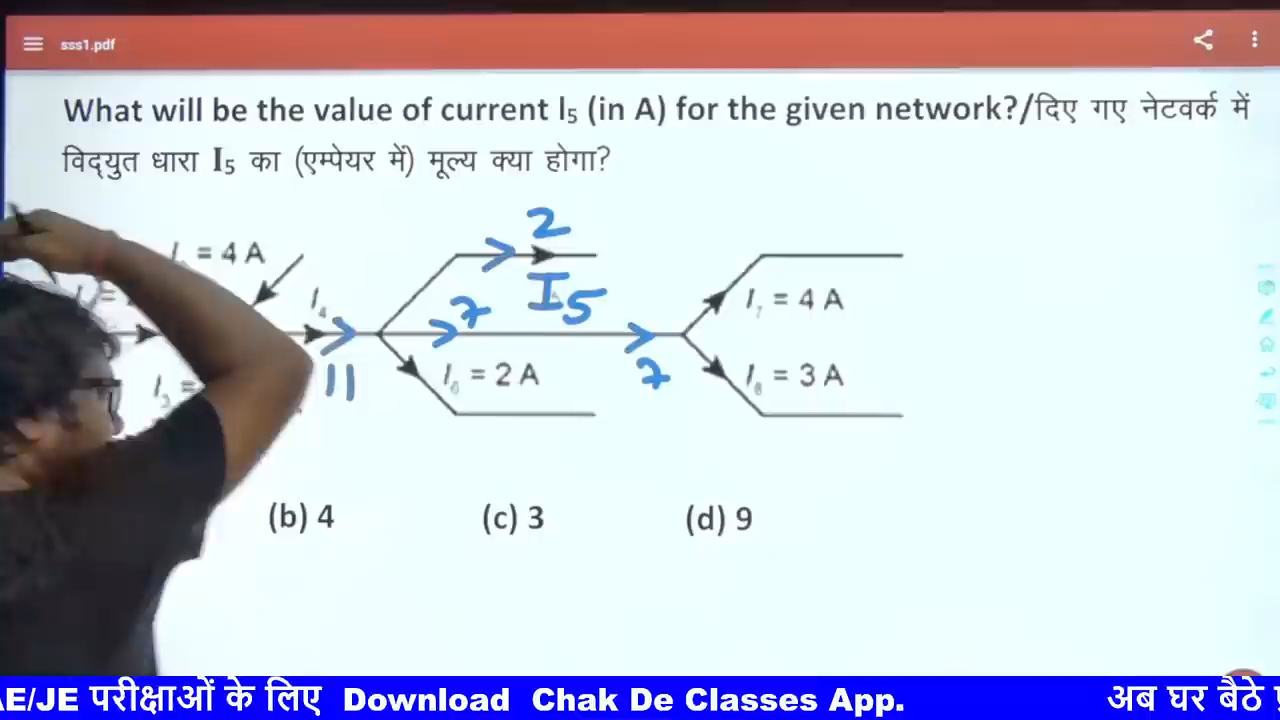 sss1.pdf
What will be the value of current I5 (in A) for the given network?/दिए गए नेटवर्क में
विद्युत धारा I5 का (एम्पेयर में) मूल्य क्या होगा?
2
= 4 A
I5
I4
7
I7 = 4 A
11
I6 = 2 A
7
I8 = 3 A
I3 =
(b) 4
(c) 3
(d) 9
AE/JE परीक्षाओं के लिए Download Chak De Classes App.
अब घर बैठे